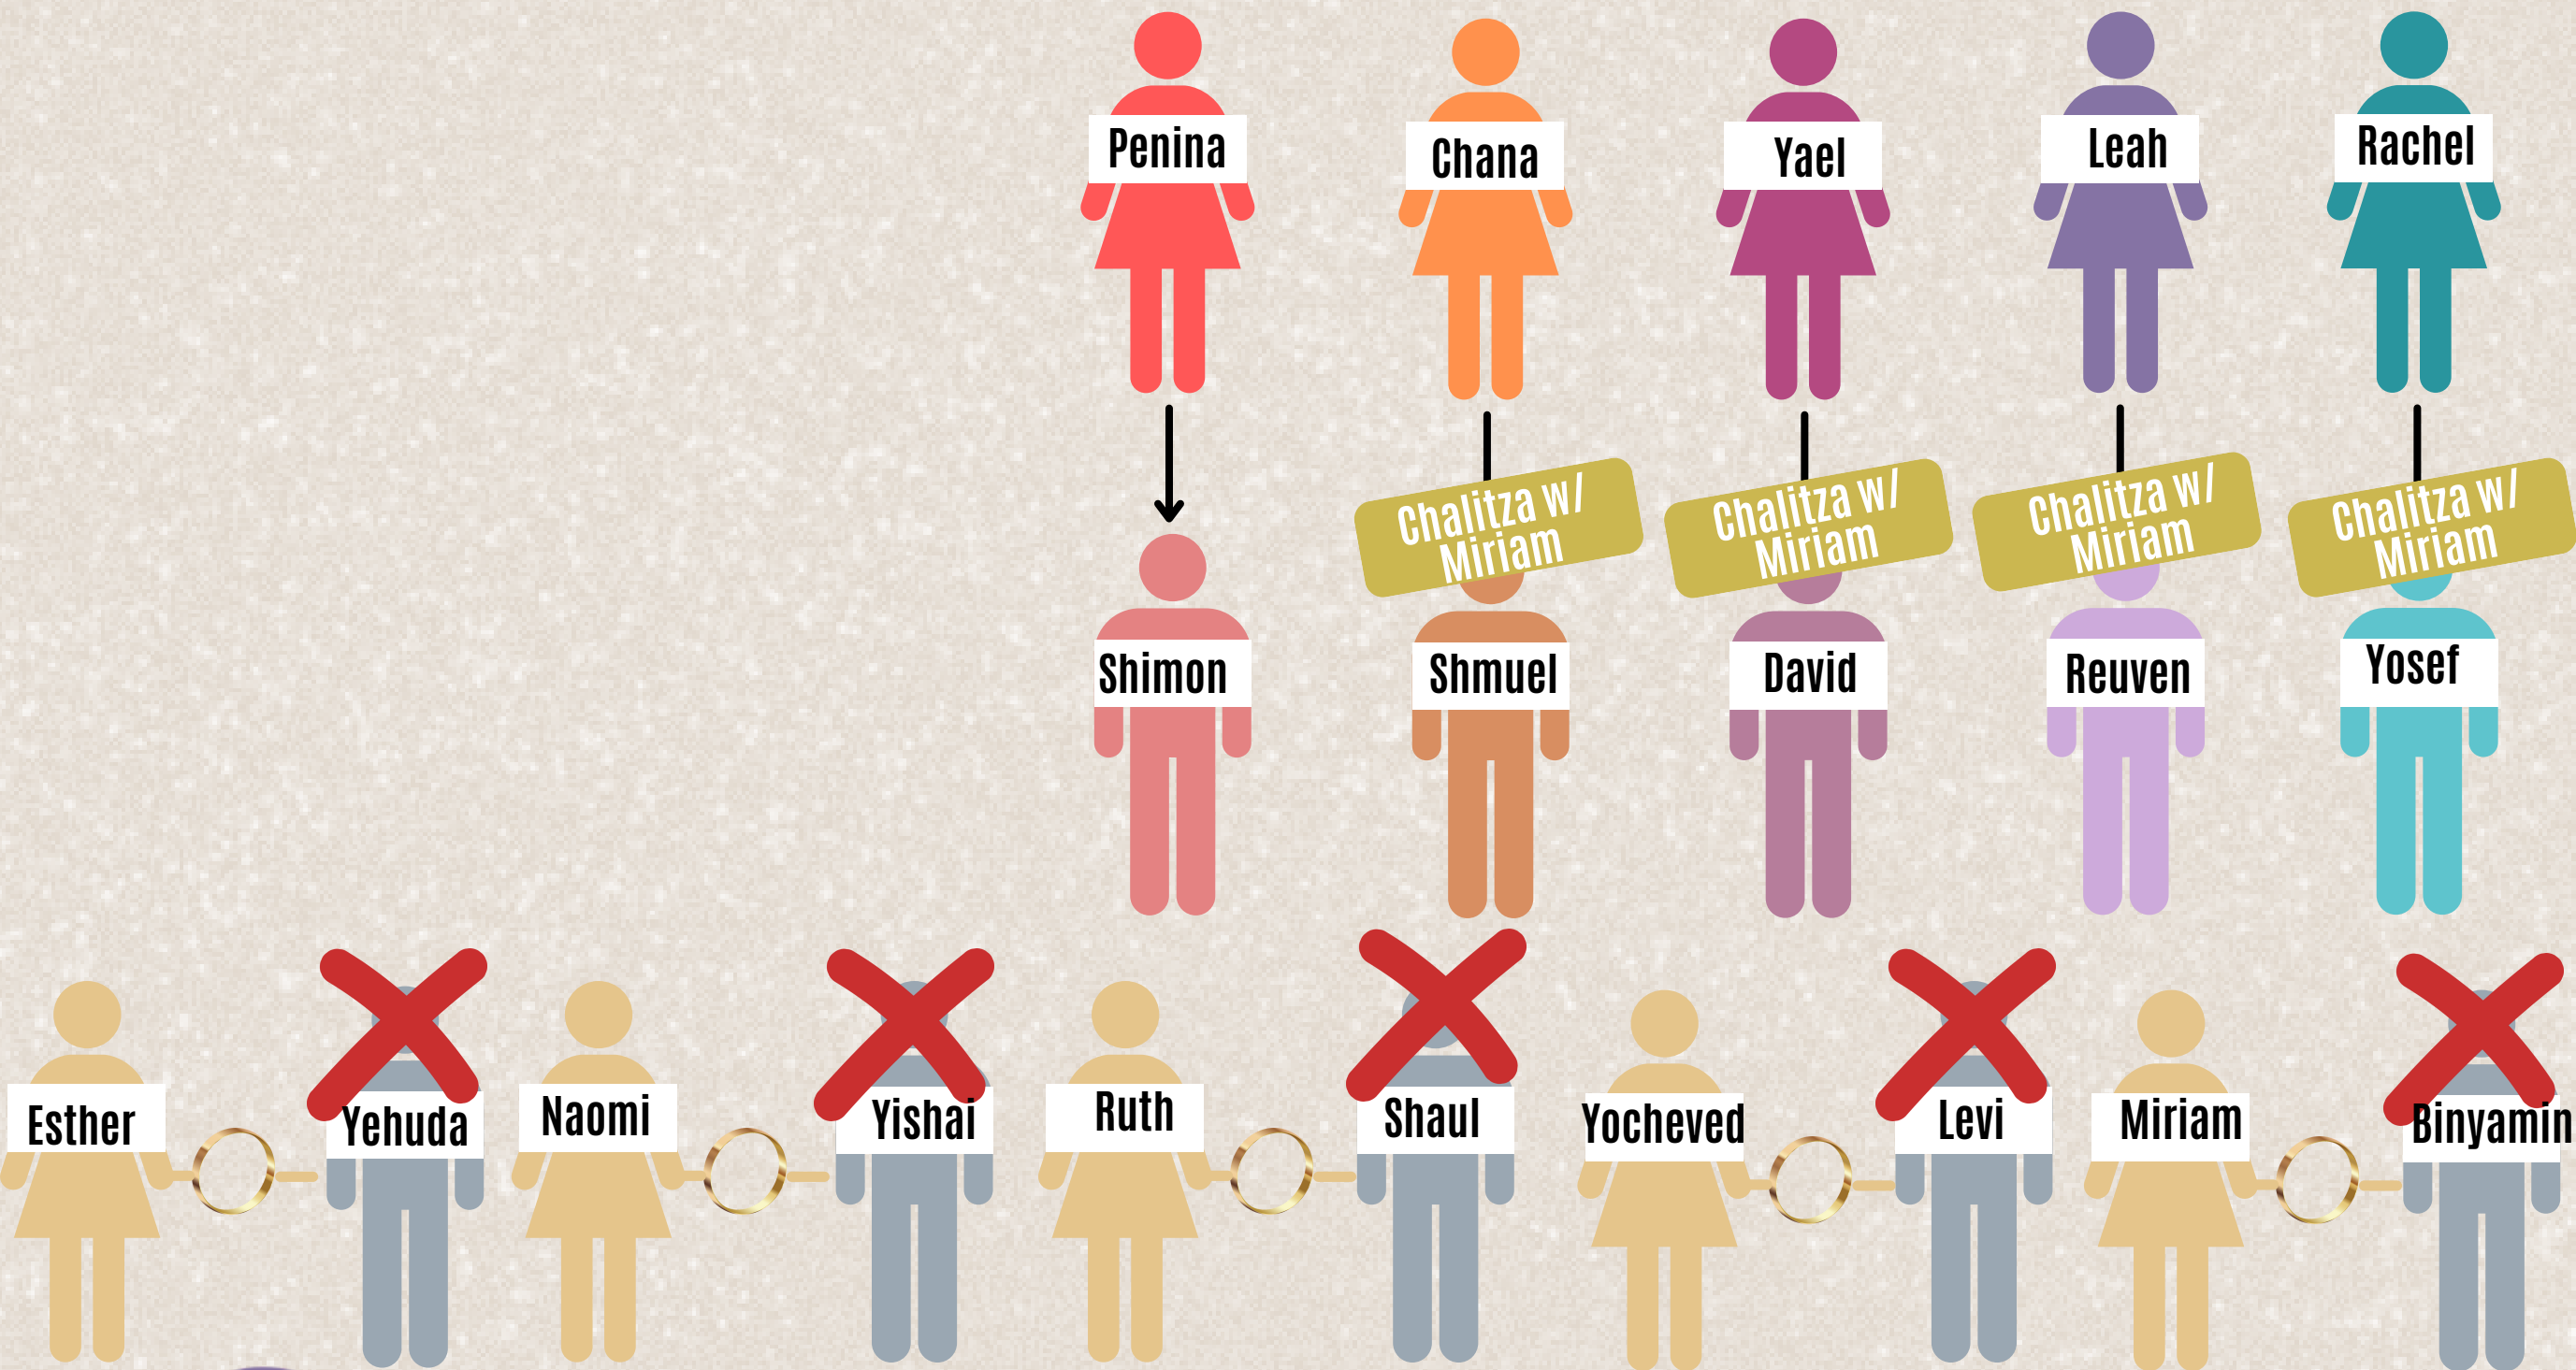 Penina
Chana
Yael
Leah
Rachel
Chalitza w/
Miriam
Chalitza w/
Miriam
Chalitza w/
Miriam
Chalitza w/
Miriam
Shimon
Shmuel
David
Reuven
Yosef
Esther
Yehuda
Naomi
Yishai
Ruth
Shaul
Yocheved
Levi
Miriam
Binyamin